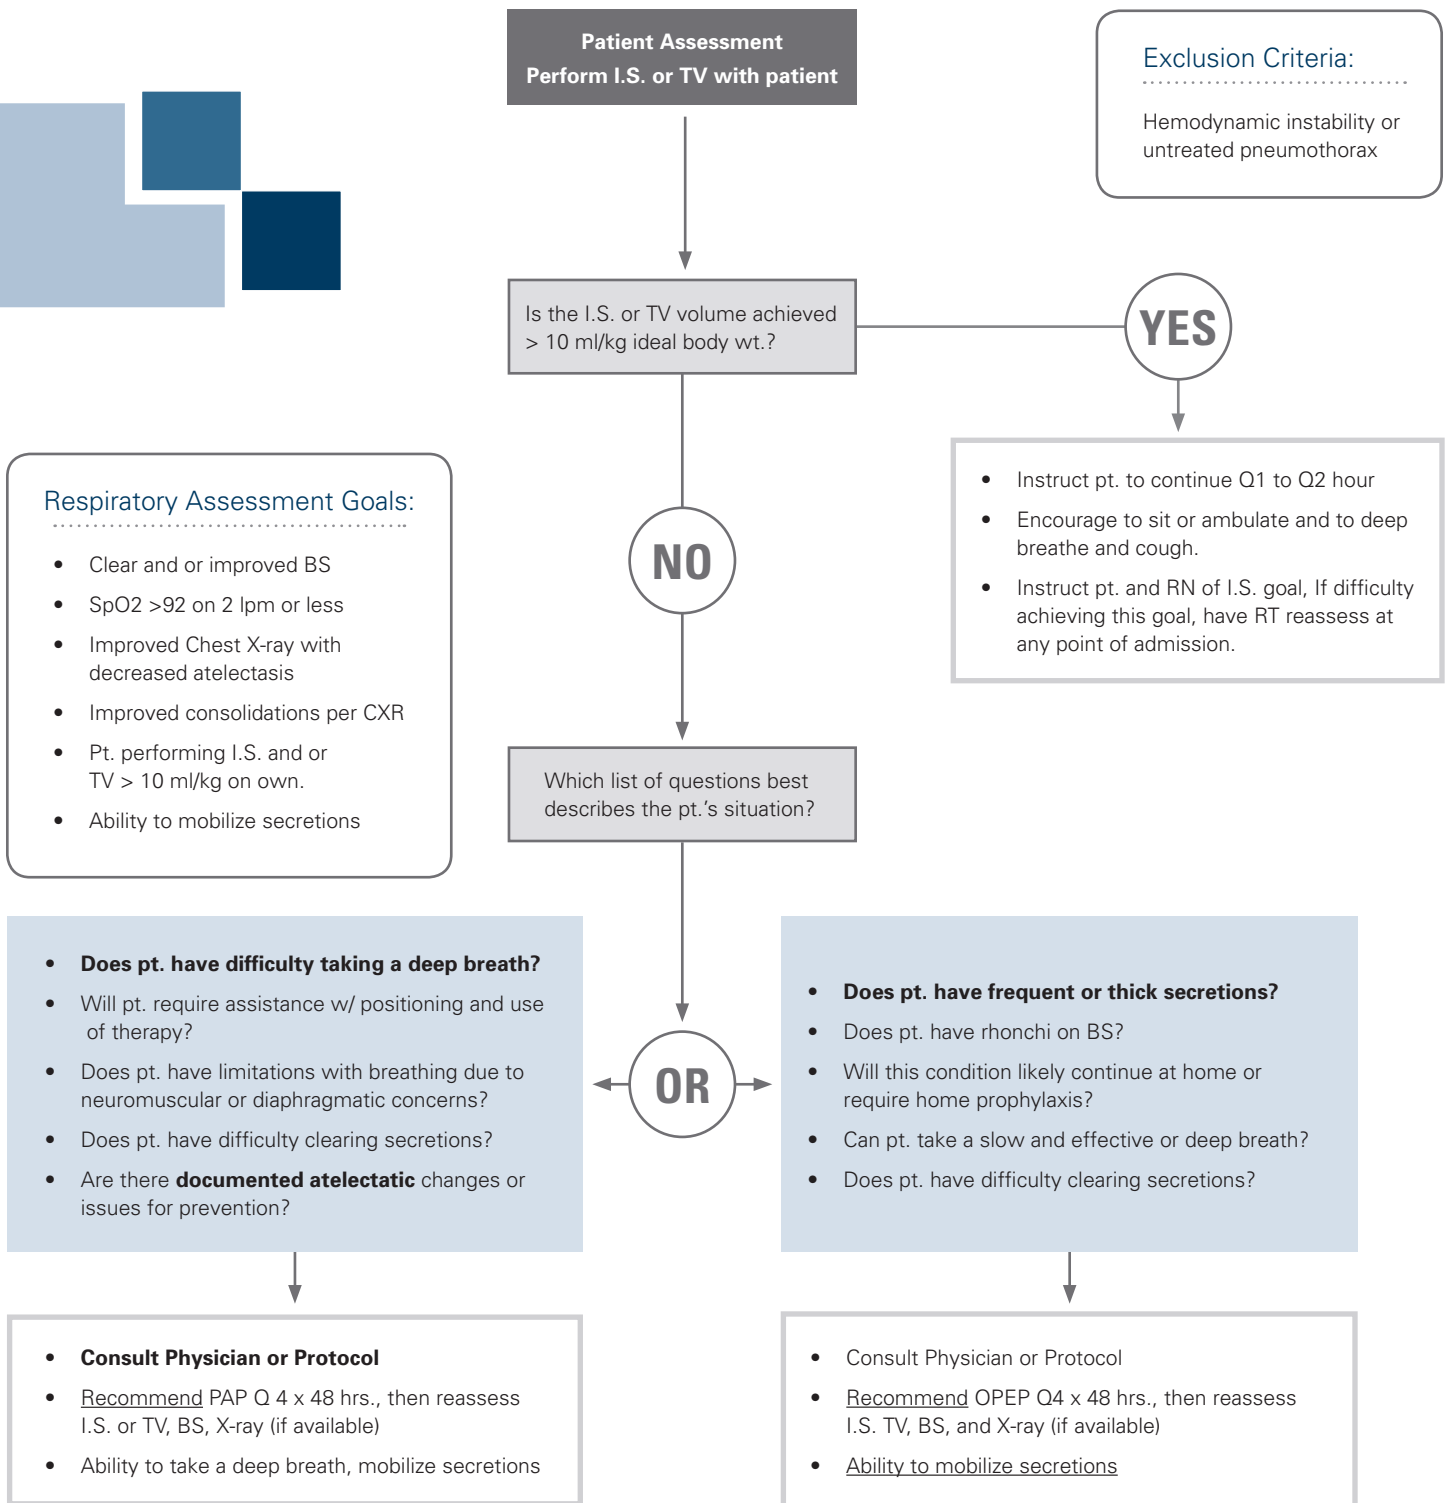 Patient Assessment
Perform I.S. or TV with patient
Exclusion Criteria:
Hemodynamic instability or
untreated pneumothorax
Is the I.S. or TV volume achieved
> 10 ml/kg ideal body wt.?
YES
• Instruct pt. to continue Q1 to Q2 hour
• Encourage to sit or ambulate and to deep
breathe and cough.
• Instruct pt. and RN of I.S. goal, If difficulty
achieving this goal, have RT reassess at
any point of admission.
Respiratory Assessment Goals:
• Clear and or improved BS
• SpO2 >92 on 2 lpm or less
• Improved Chest X-ray with
decreased atelectasis
• Improved consolidations per CXR
• Pt. performing I.S. and or
TV > 10 ml/kg on own.
• Ability to mobilize secretions
NO
Which list of questions best
describes the pt.'s situation?
• Does pt. have difficulty taking a deep breath?
• Will pt. require assistance w/ positioning and use
of therapy?
• Does pt. have limitations with breathing due to
neuromuscular or diaphragmatic concerns?
• Does pt. have difficulty clearing secretions?
• Are there documented atelectatic changes or
issues for prevention?
OR
• Does pt. have frequent or thick secretions?
• Does pt. have rhonchi on BS?
• Will this condition likely continue at home or
require home prophylaxis?
• Can pt. take a slow and effective or deep breath?
• Does pt. have difficulty clearing secretions?
• Consult Physician or Protocol
• Recommend PAP Q 4 x 48 hrs., then reassess
I.S. or TV, BS, X-ray (if available)
• Ability to take a deep breath, mobilize secretions
• Consult Physician or Protocol
• Recommend OPEP Q4 x 48 hrs., then reassess
I.S. TV, BS, and X-ray (if available)
• Ability to mobilize secretions